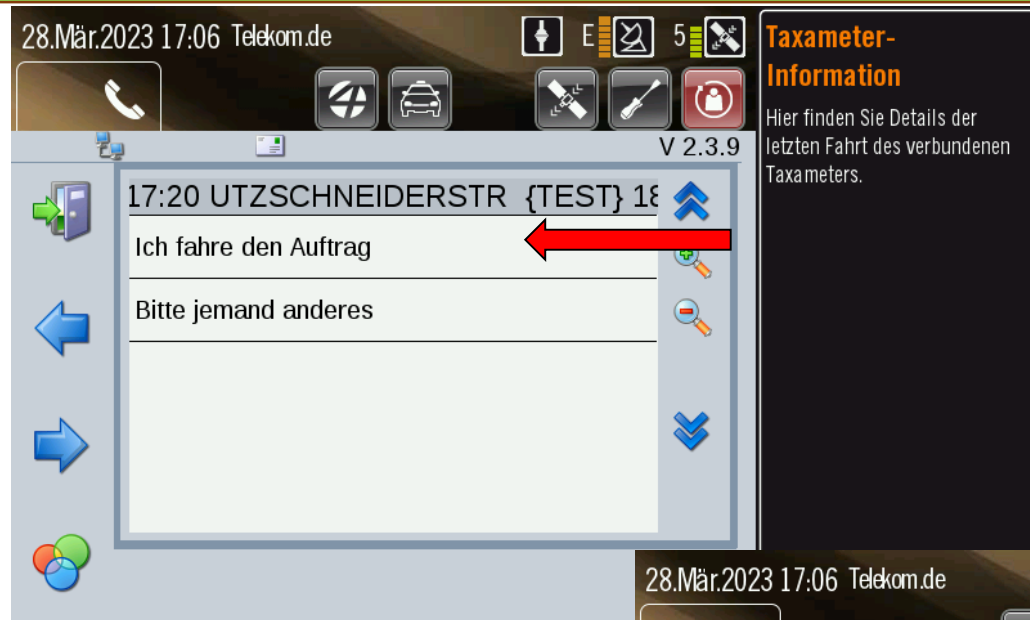 28.Mär.2023 17:06 Telekom.de
E
5
V 2.3.9
17:20 UTZSCHNEIDERSTR {TEST} 18
Ich fahre den Auftrag
Bitte jemand anderes
Taxameter-
Information
Hier finden Sie Details der
letzten Fahrt des verbundenen
Taxameters.
28.Mär.2023 17:06 Telekom.de